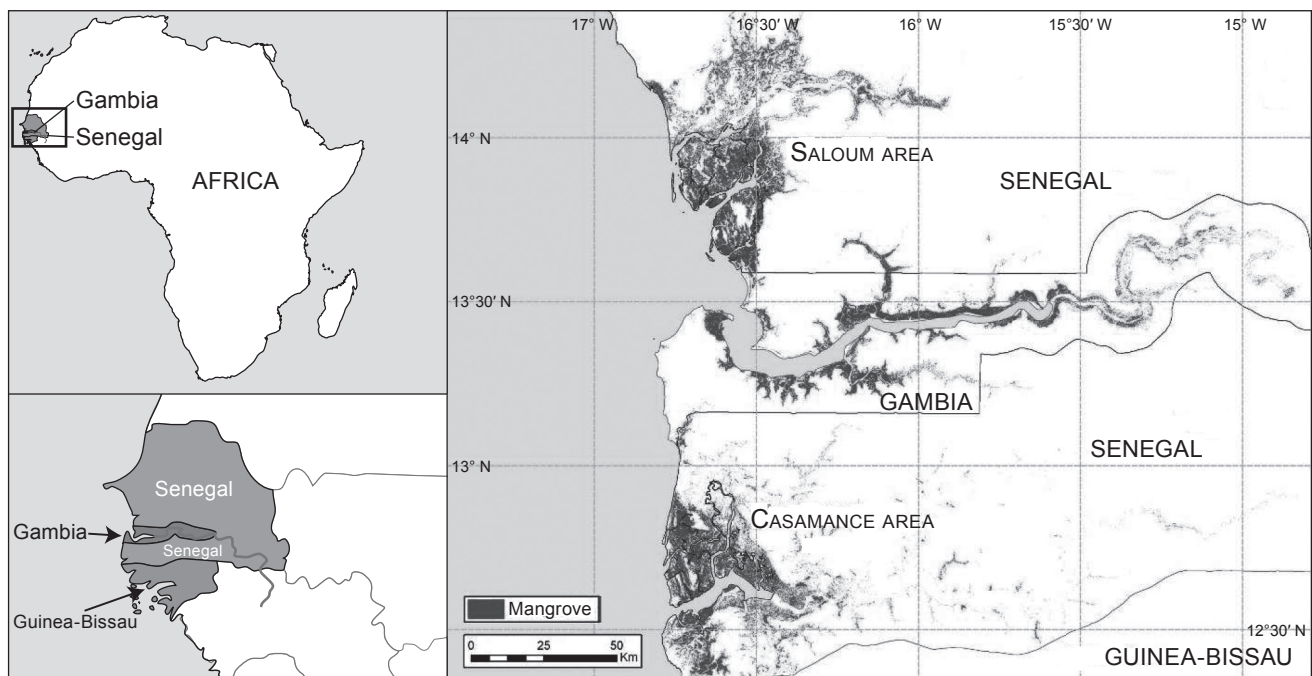 Gambia
Senegal
AFRICA
Senegal
Gambia
Senegal
Guinea-Bissau
17° W
16°30′ W
16° W
15°30′ W
15° W
14° N
SALOUM AREA
SENEGAL
13°30′ N
GAMBIA
SENEGAL
13° N
CASAMANCE AREA
Mangrove
0 25 50
Km
12°30′ N
GUINEA-BISSAU